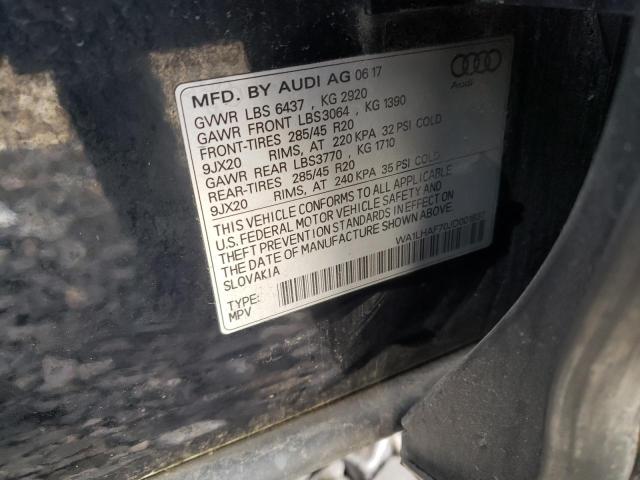 MFD. BY AUDI AG 06 17
Audi
GVWR LBS 6437 , KG 2920
GAWR FRONT LBS3064 , KG 1390
FRONT-TIRES 285/45 R20
9JX20 RIMS, AT 220 KPA 32 PSI COLD
GAWR REAR LBS3770 , KG 1710
REAR-TIRES 285/45 R20
9JX20 RIMS, AT 240 KPA 35 PSI COLD
THIS VEHICLE CONFORMS TO ALL APPLICABLE
U.S. FEDERAL MOTOR VEHICLE SAFETY AND
THEFT PREVENTION STANDARDS IN EFFECT ON
THE DATE OF MANUFACTURE SHOWN ABOVE.
SLOVAKIA
TYPE:
MPV